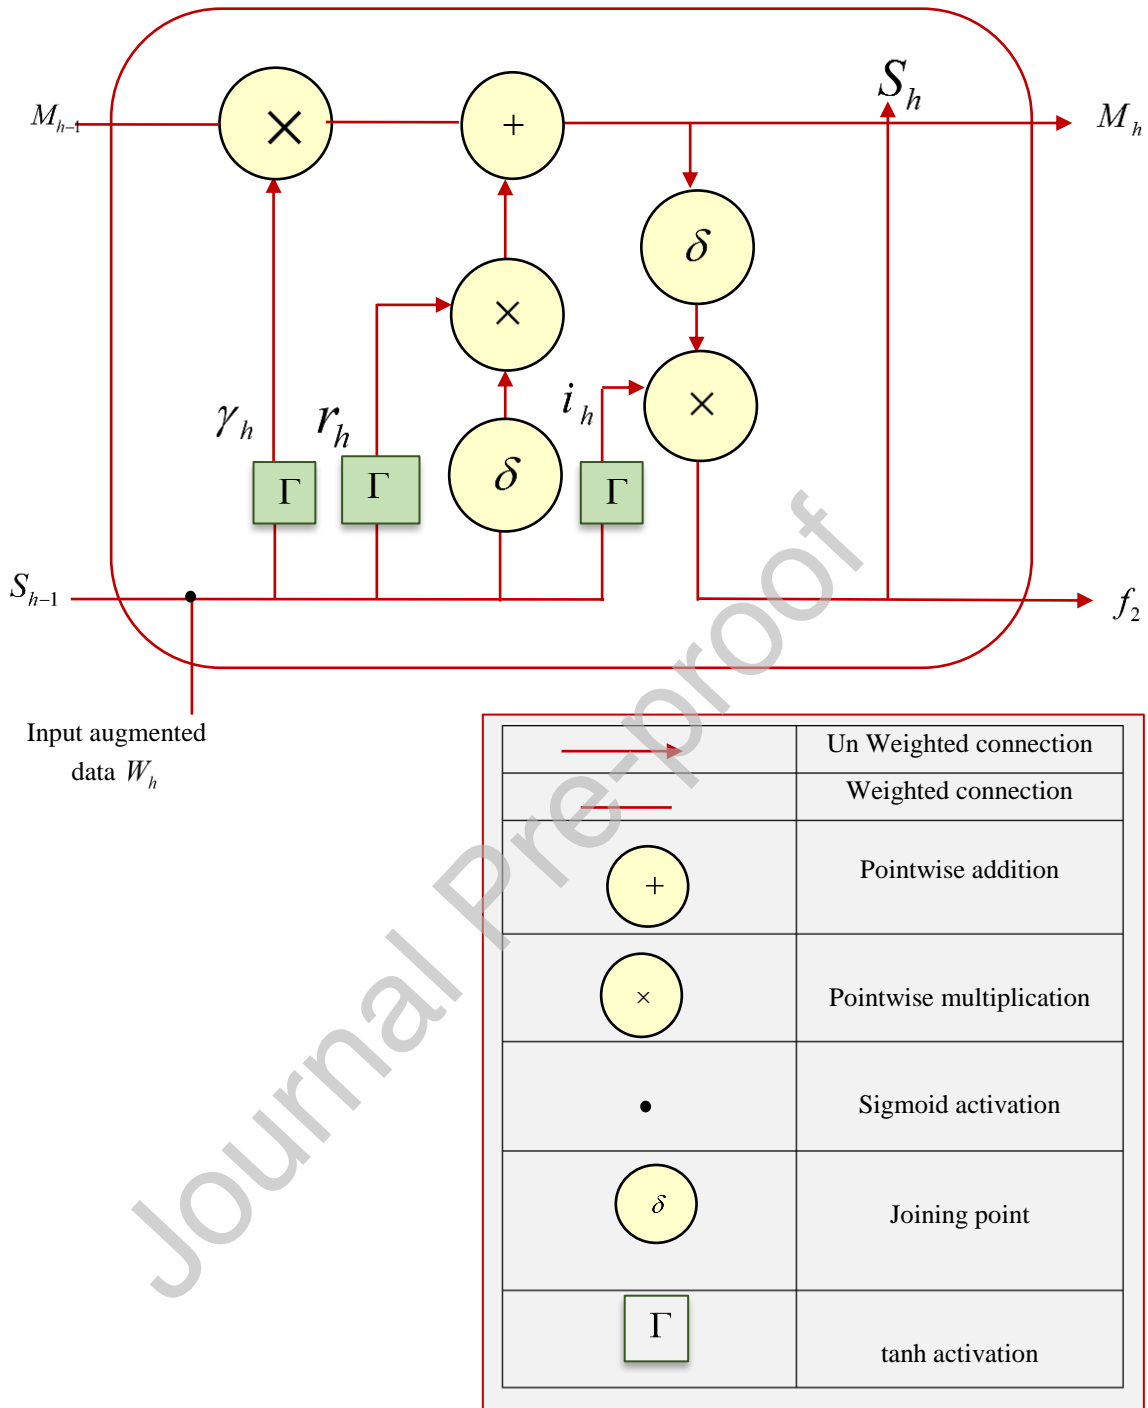 S_h
M_{h-1}
×
+
M_h
δ
×
i_h
×
γ_h
r_h
Γ
Γ
δ
Γ
S_{h-1}
f_2
Input augmented
data W_h
Un Weighted connection
Weighted connection
+
Pointwise addition
×
Pointwise multiplication
Sigmoid activation
δ
Joining point
Γ
tanh activation
Journal Pre-proof